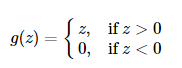 g(z) = { z, if z > 0
0, if z < 0